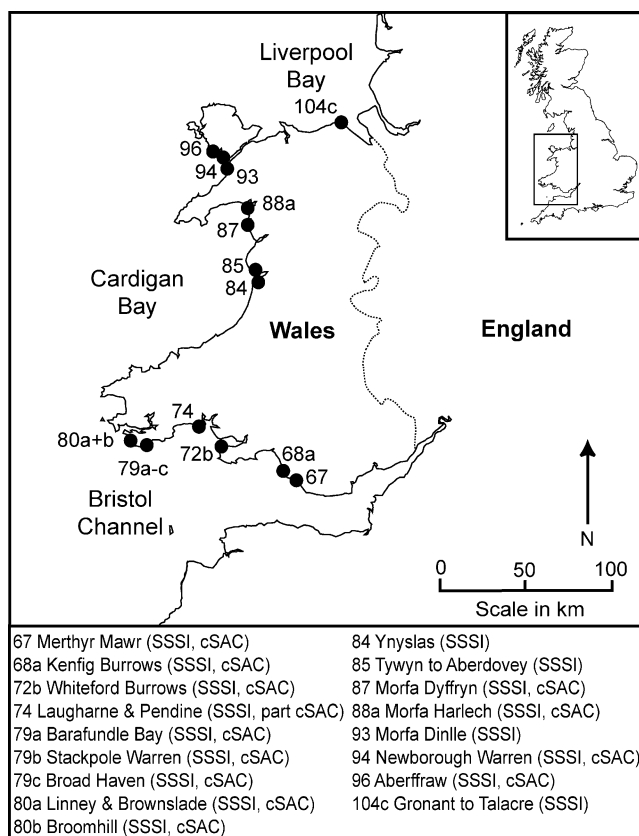 Liverpool
Bay
104c
96
94
93
88a
87
85
84
Cardigan
Bay
Wales
England
74
80a+b
79a-c
72b
68a
67
Bristol
Channel
N
0 50 100
Scale in km
67 Merthyr Mawr (SSSI, cSAC)
68a Kenfig Burrows (SSSI, cSAC)
72b Whiteford Burrows (SSSI, cSAC)
74 Laugharne & Pendine (SSSI, part cSAC)
79a Barafundle Bay (SSSI, cSAC)
79b Stackpole Warren (SSSI, cSAC)
79c Broad Haven (SSSI, cSAC)
80a Linney & Brownslade (SSSI, cSAC)
80b Broomhill (SSSI, cSAC)
84 Ynyslas (SSSI)
85 Tywyn to Aberdovey (SSSI)
87 Morfa Dyffryn (SSSI, cSAC)
88a Morfa Harlech (SSSI, cSAC)
93 Morfa Dinlle (SSSI)
94 Newborough Warren (SSSI, cSAC)
96 Aberffraw (SSSI, cSAC)
104c Gronant to Talacre (SSSI)